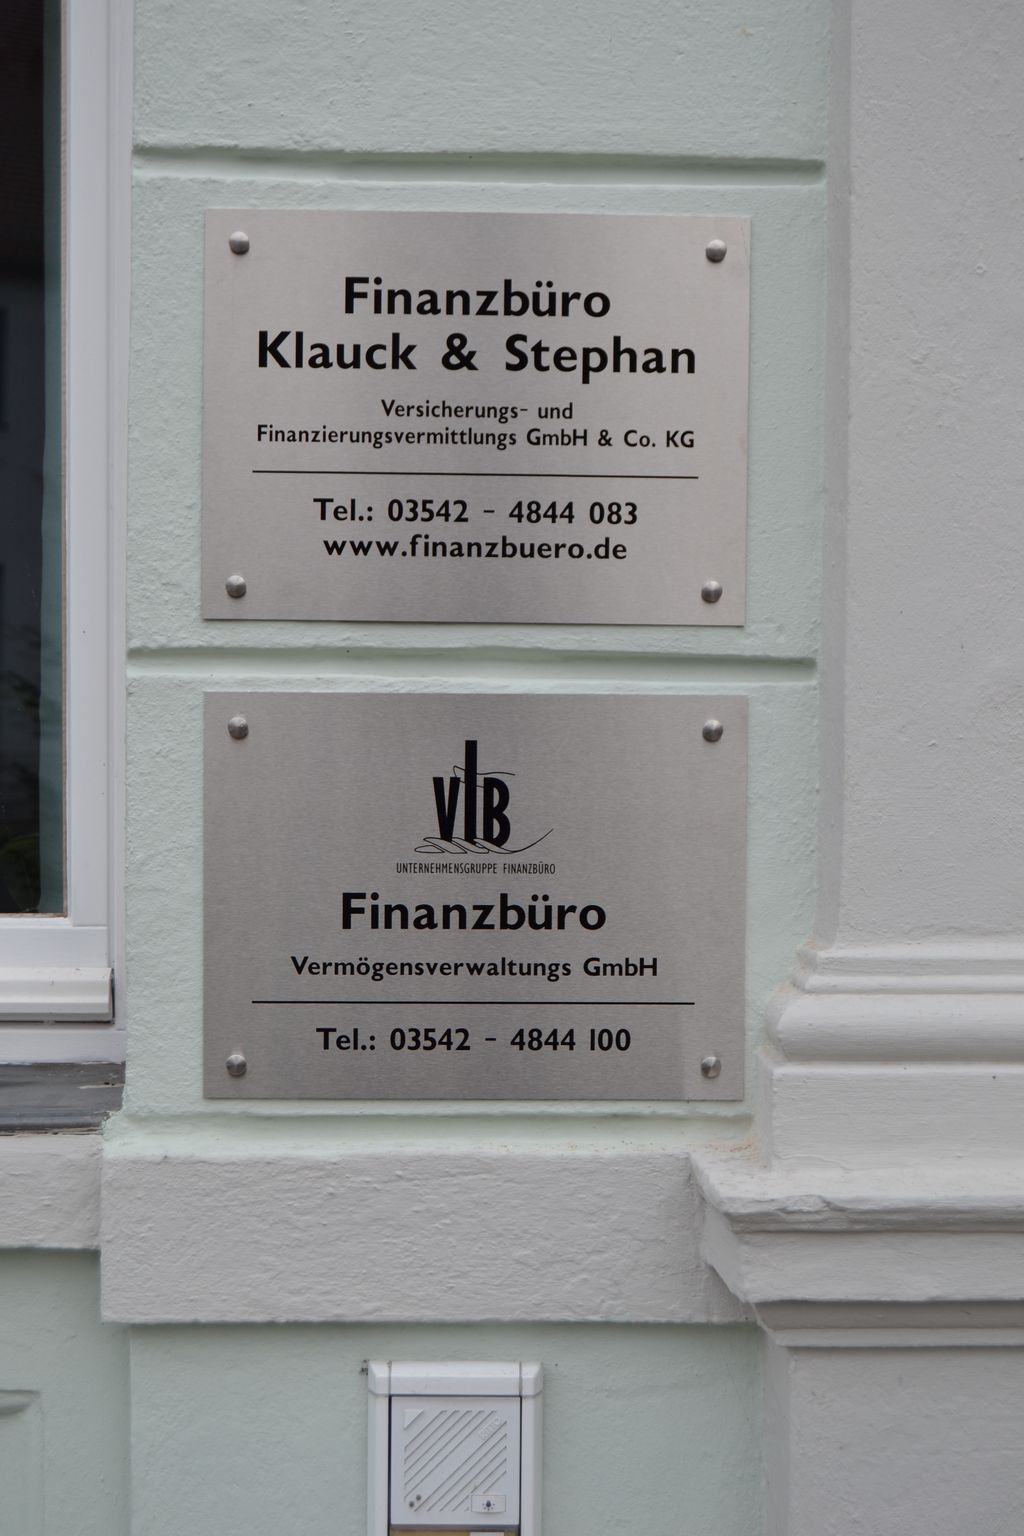 Finanzbüro
Klauck & Stephan
Versicherungs- und
Finanzierungsvermittlungs GmbH & Co. KG
Tel.: 03542 - 4844 083
www.finanzbuero.de
VIB
UNTERNEHMENSGRUPPE FINANZBÜRO
Finanzbüro
Vermögensverwaltungs GmbH
Tel.: 03542 - 4844 100